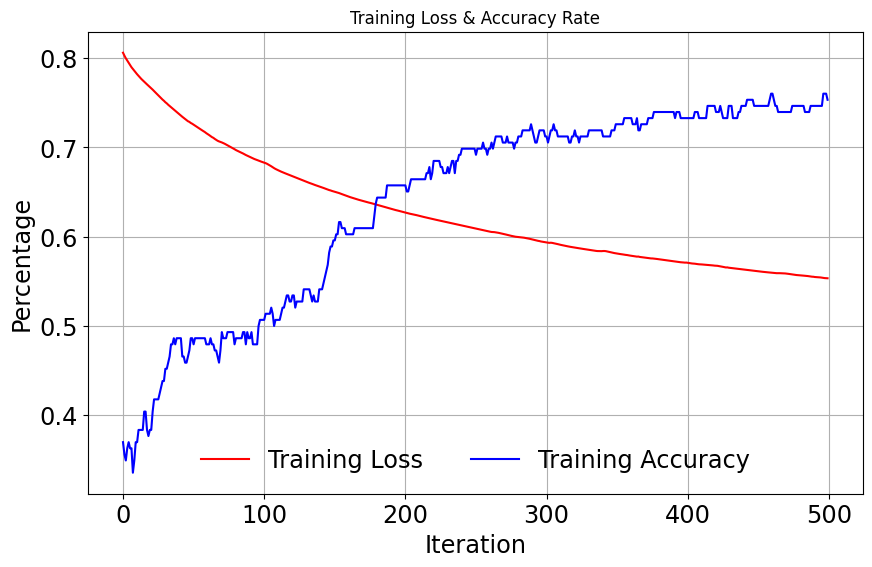 Training Loss & Accuracy Rate
Percentage
0.8
0.7
0.6
0.5
0.4
Training Loss Training Accuracy
0 100 200 300 400 500
Iteration